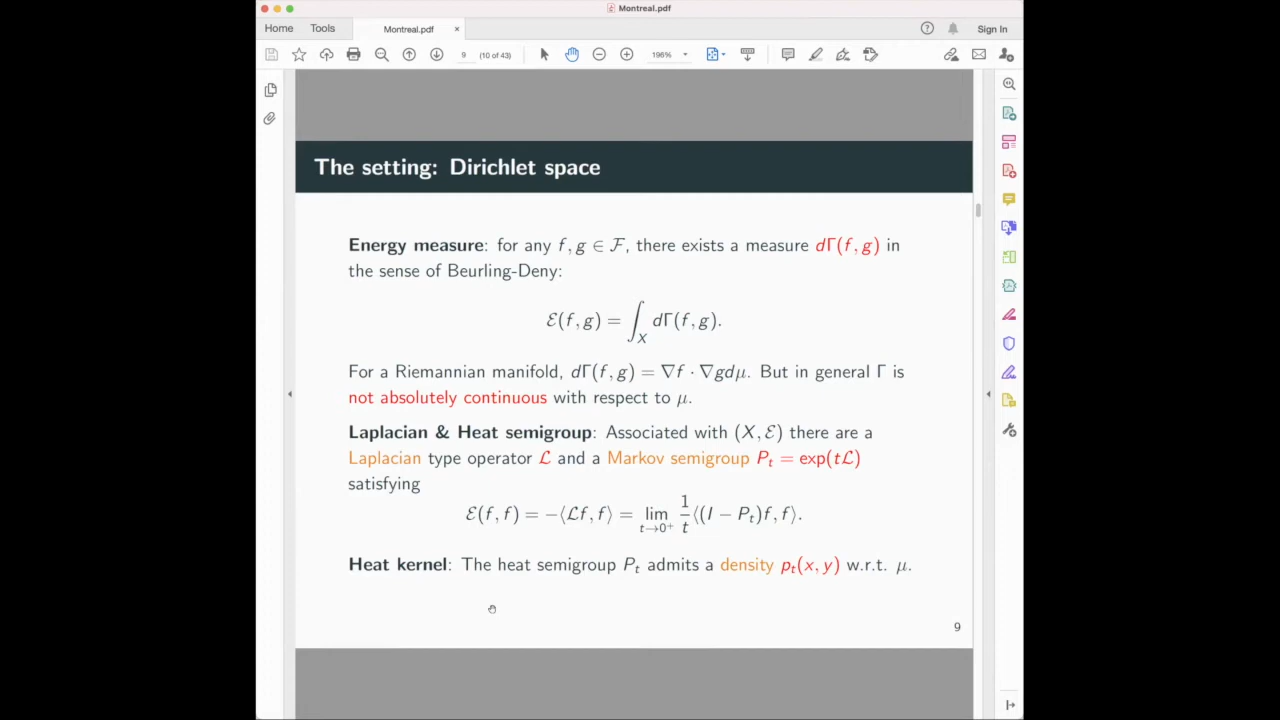 Montreal.pdf
Home Tools Montreal.pdf × Sign In
9 (10 of 43) 196%
The setting: Dirichlet space
Energy measure: for any f, g ∈ ℱ, there exists a measure dΓ(f, g) in
the sense of Beurling-Deny:
ℰ(f, g) = ∫_X dΓ(f, g).
For a Riemannian manifold, dΓ(f, g) = ∇f · ∇gdμ. But in general Γ is
not absolutely continuous with respect to μ.
Laplacian & Heat semigroup: Associated with (X, ℰ) there are a
Laplacian type operator ℒ and a Markov semigroup P_t = exp(tℒ)
satisfying
ℰ(f, f) = −⟨ℒf, f⟩ = lim_{t→0⁺} 1/t ⟨(I − P_t)f, f⟩.
Heat kernel: The heat semigroup P_t admits a density p_t(x, y) w.r.t. μ.
9